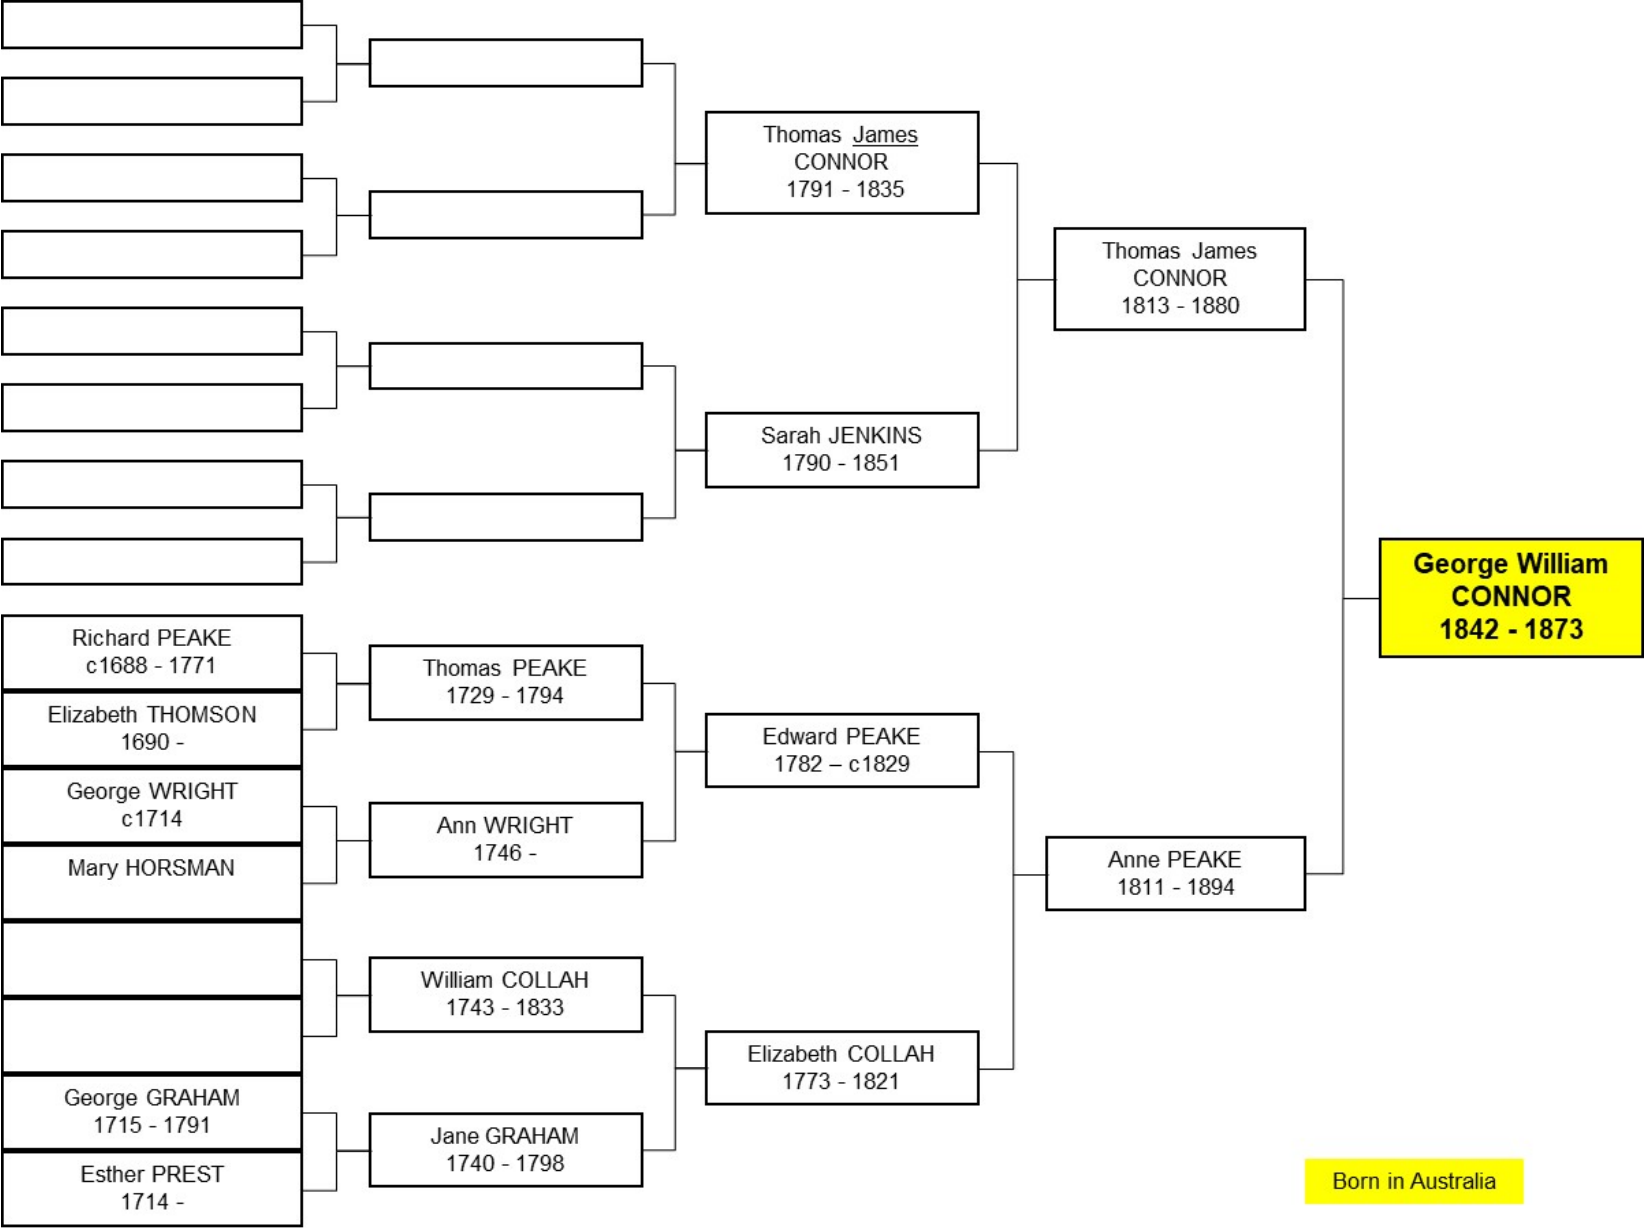 Thomas James
CONNOR
1791 - 1835
Thomas James
CONNOR
1813 - 1880
Sarah JENKINS
1790 - 1851
George William
CONNOR
1842 - 1873
Richard PEAKE
c1688 - 1771
Elizabeth THOMSON
1690 -
George WRIGHT
c1714
Mary HORSMAN
Thomas PEAKE
1729 - 1794
Ann WRIGHT
1746 -
Edward PEAKE
1782 – c1829
Anne PEAKE
1811 - 1894
William COLLAH
1743 - 1833
Elizabeth COLLAH
1773 - 1821
George GRAHAM
1715 - 1791
Esther PREST
1714 -
Jane GRAHAM
1740 - 1798
Born in Australia